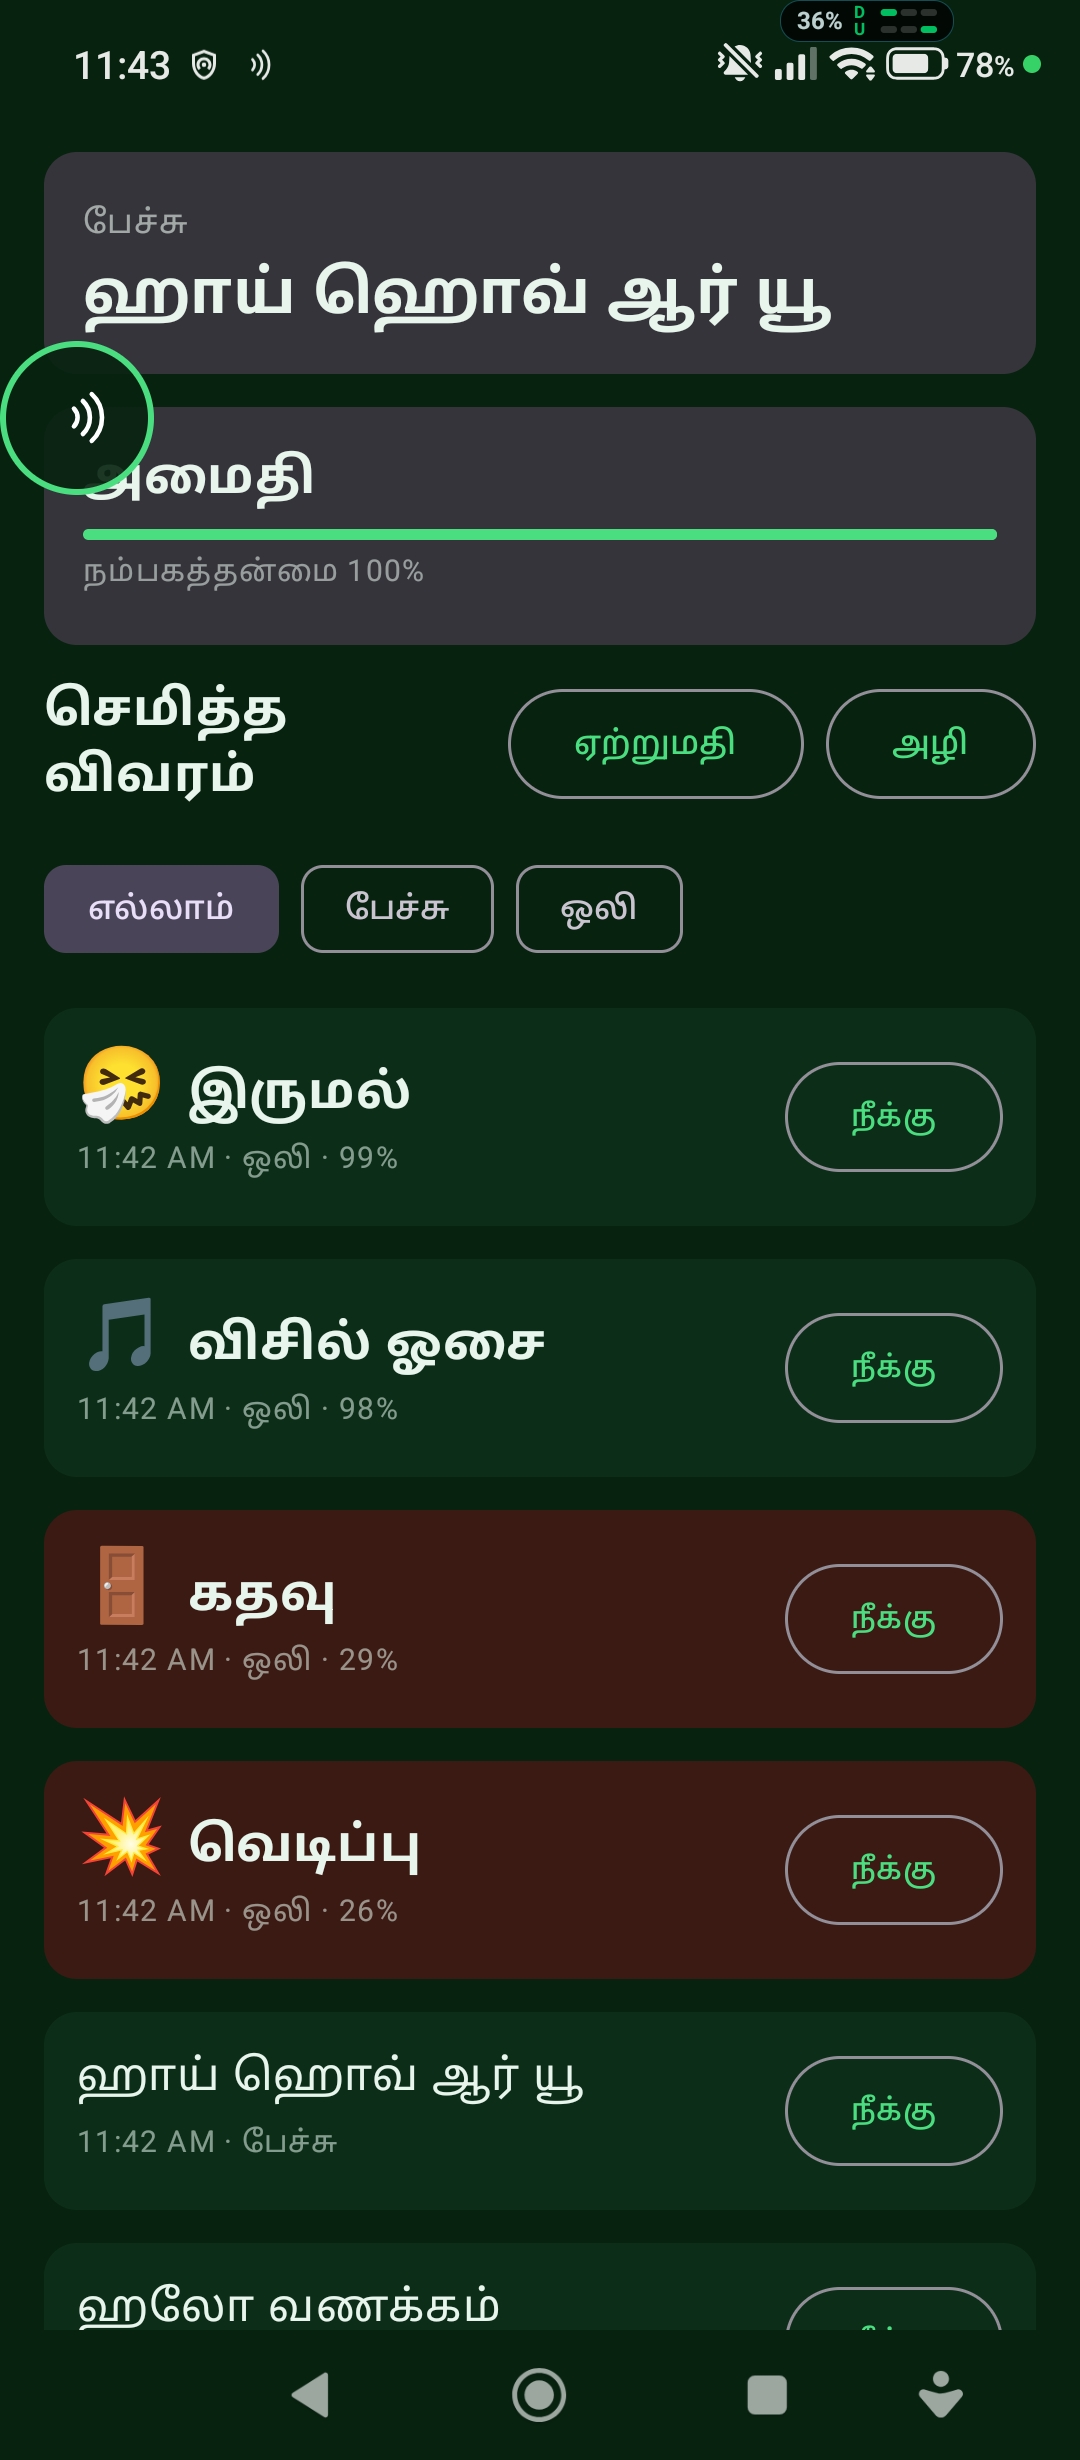 36% D U
11:43
78%
பேச்சு
ஹாய் ஹொவ் ஆர் யூ
அமைதி
நம்பகத்தன்மை 100%
செமித்த
விவரம்
ஏற்றுமதி
அழி
எல்லாம்
பேச்சு
ஒலி
இருமல்
11:42 AM · ஒலி · 99%
நீக்கு
விசில் ஓசை
11:42 AM · ஒலி · 98%
நீக்கு
கதவு
11:42 AM · ஒலி · 29%
நீக்கு
வெடிப்பு
11:42 AM · ஒலி · 26%
நீக்கு
ஹாய் ஹொவ் ஆர் யூ
11:42 AM · பேச்சு
நீக்கு
ஹலோ வணக்கம்